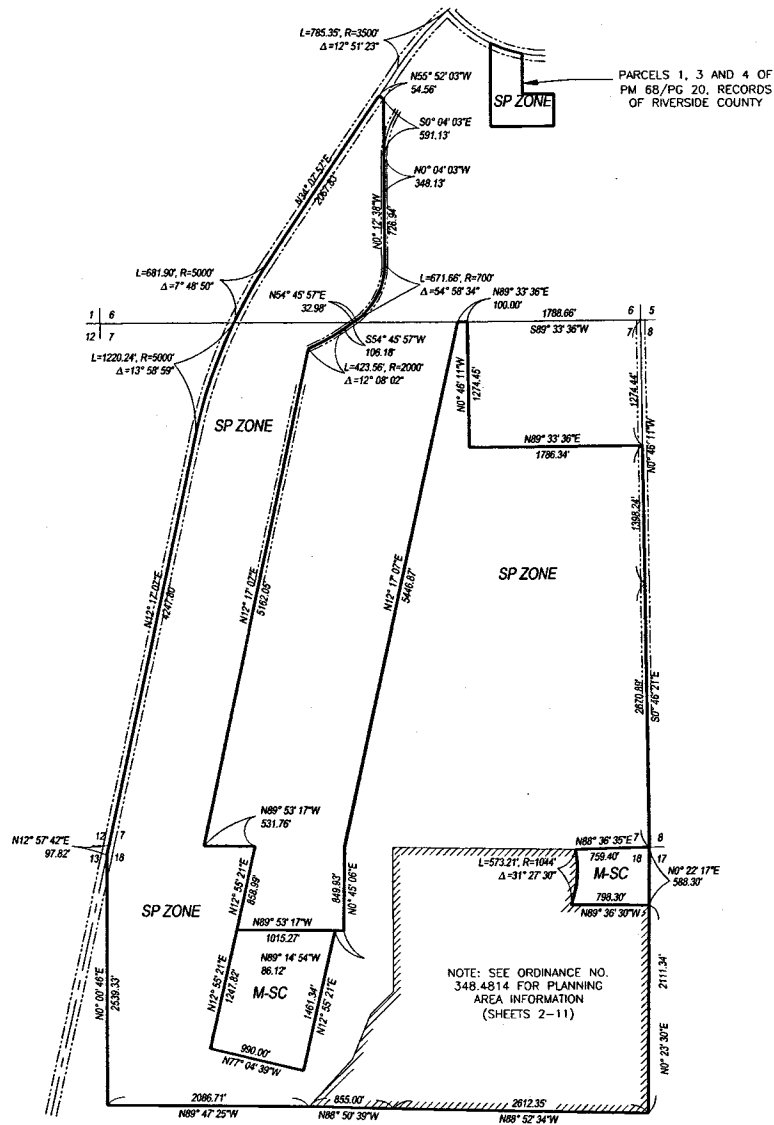 L=785.35', R=3500'
Δ=12° 51' 23"
N55° 52' 03"W
54.56'
PARCELS 1, 3 AND 4 OF
PM 68/PG 20, RECORDS
OF RIVERSIDE COUNTY
SP ZONE
S0° 04' 03"E
591.13'
N0° 04' 03"W
348.13'
N34° 07' 57"E
2067.83'
N0° 12' 38"W
726.94'
L=681.90', R=5000'
Δ=7° 48' 50"
L=671.66', R=700'
Δ=54° 58' 34"
N54° 45' 57"E
32.98'
N89° 33' 36"E
100.00'
1788.66'
S89° 33' 36"W
1 6
12 7
6 5
7 8
S54° 45' 57"W
106.18'
L=1220.24', R=5000'
Δ=13° 58' 59"
L=423.56', R=2000'
Δ=12° 08' 02"
N0° 46' 11"W
1274.45'
1274.44'
N0° 46' 11"W
SP ZONE
N89° 33' 36"E
1786.34'
1398.24'
SP ZONE
N12° 17' 07"E
4247.80'
N12° 17' 07"E
5162.05'
N12° 17' 07"E
5446.87'
2670.89'
S0° 46' 21"E
N89° 53' 17"W
531.76'
N12° 57' 42"E
97.82'
12 7
13 18
N88° 36' 35"E
759.40'
7 8
18 17
L=573.21', R=1044'
Δ=31° 27' 30"
M-SC
798.30'
N89° 36' 30"W
N0° 22' 17"E
588.30'
N12° 55' 21"E
859.99'
849.93'
N0° 45' 06"E
SP ZONE
N89° 53' 17"W
1015.27'
N89° 14' 54"W
86.12'
M-SC
N12° 55' 21"E
1247.82'
1461.34'
N12° 55' 21"E
990.00'
N77° 04' 39"W
N0° 00' 46"E
2539.33'
NOTE: SEE ORDINANCE NO.
348.4814 FOR PLANNING
AREA INFORMATION
(SHEETS 2-11)
2111.34'
N0° 23' 30"E
2086.71'
N89° 47' 25"W
855.00'
N88° 50' 39"W
2612.35'
N88° 52' 34"W